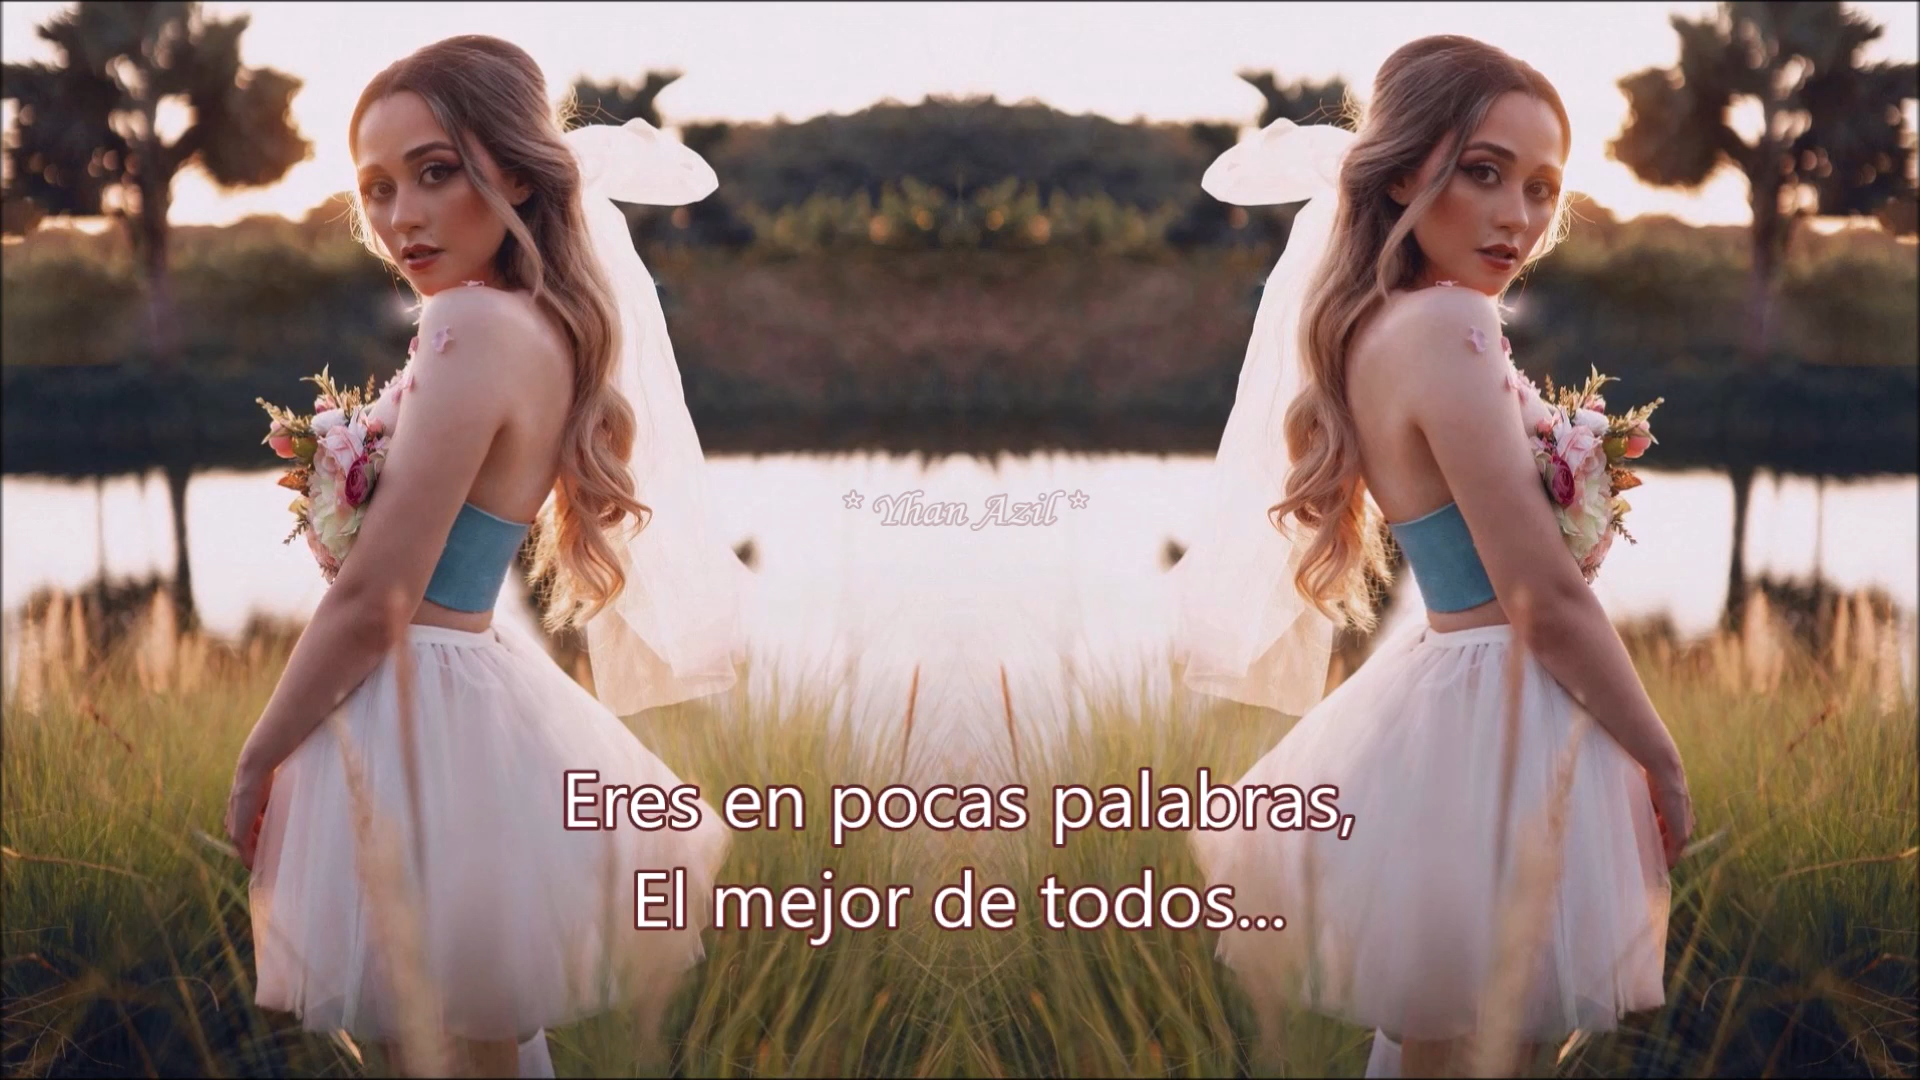 * Yhan Azil *
Eres en pocas palabras,
El mejor de todos...